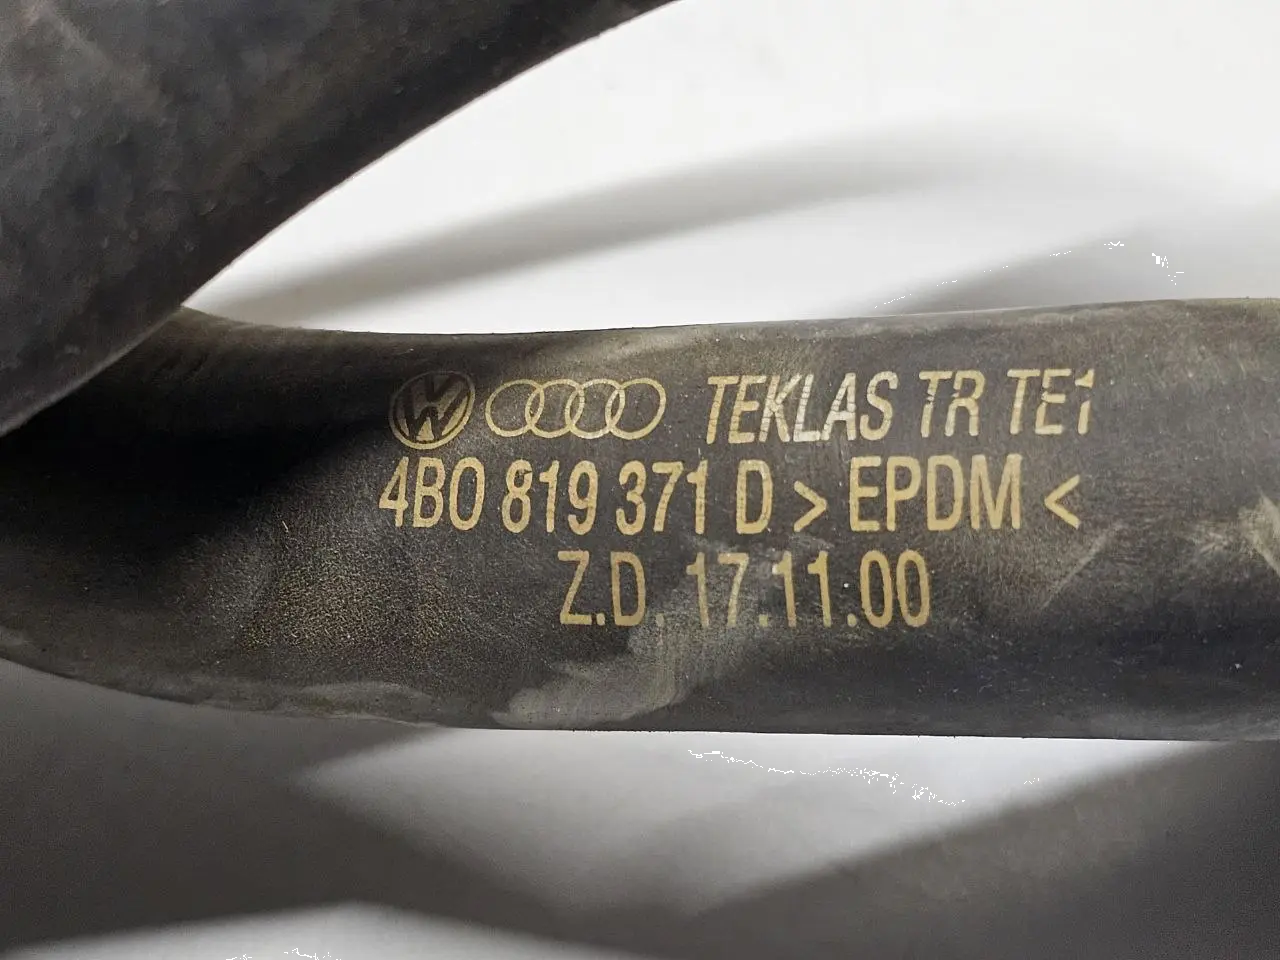 TEKLAS TR TE1
4B0 819 371 D > EPDM <
Z.D. 17.11.00